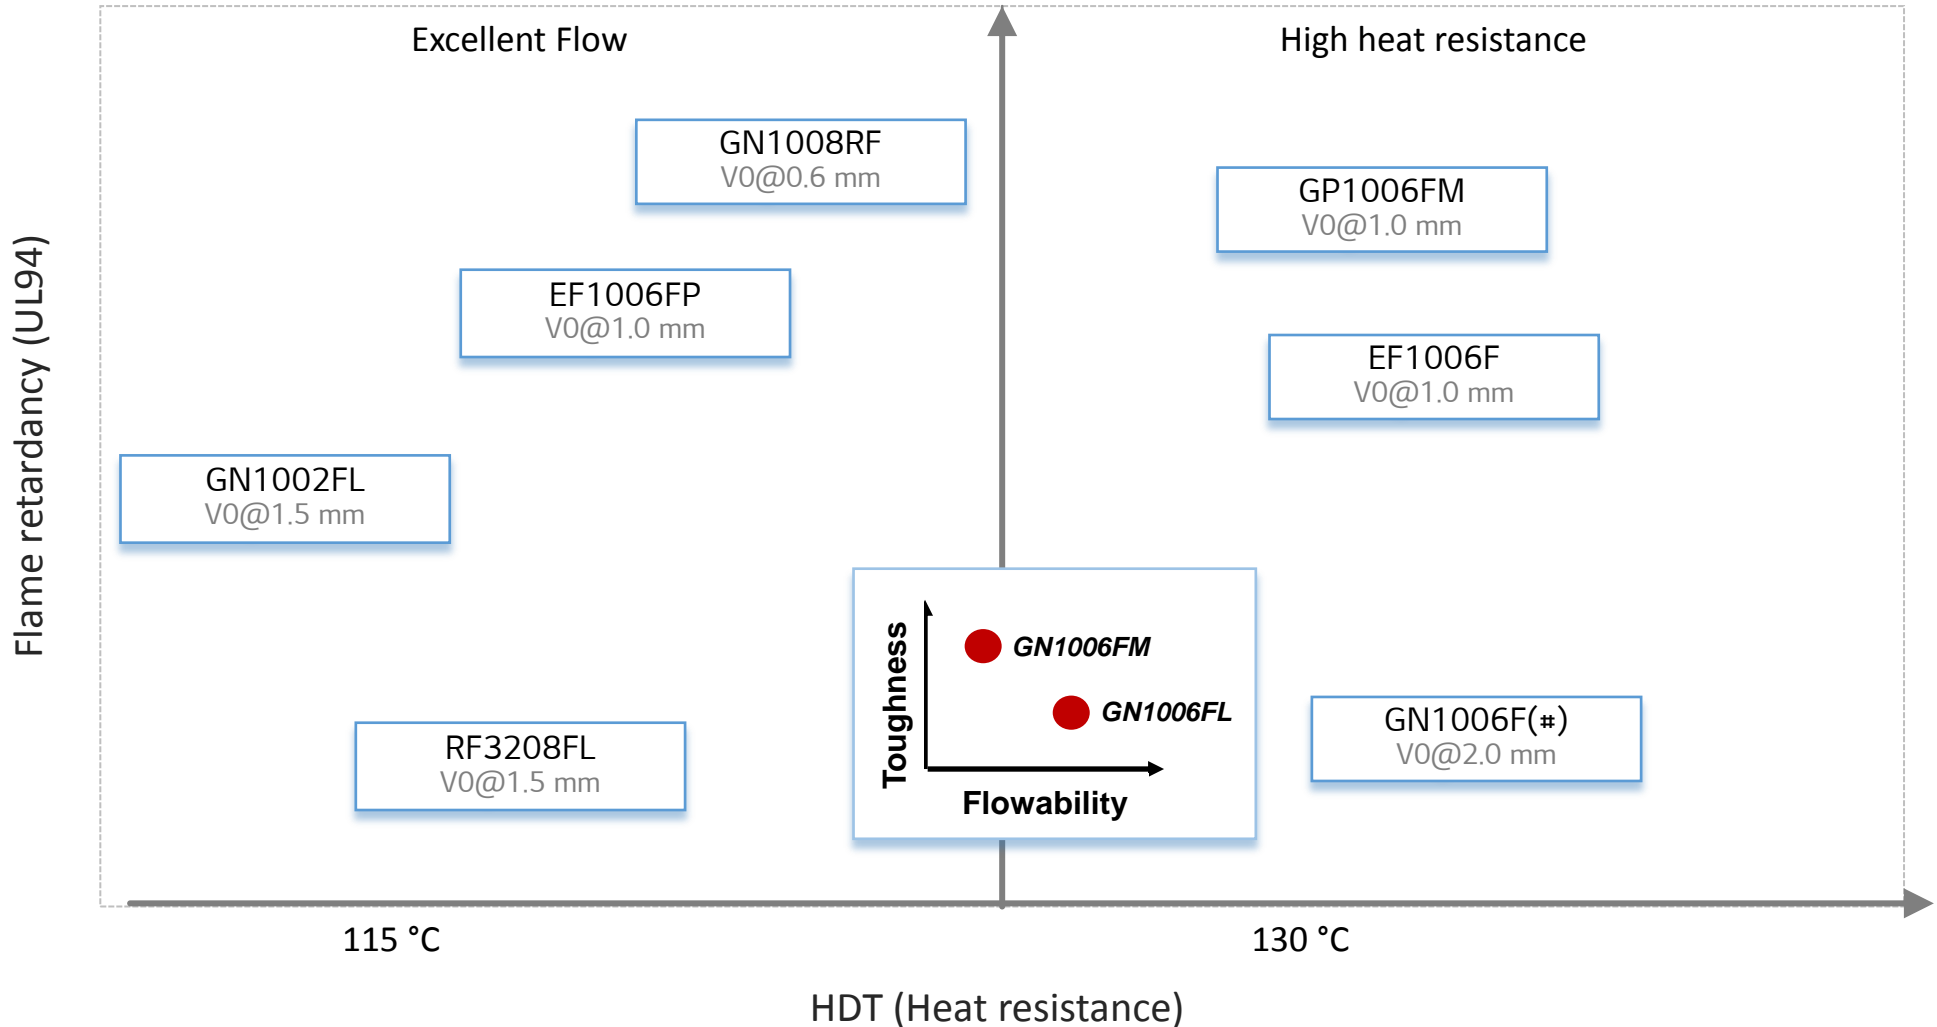 Excellent Flow
High heat resistance
GN1008RF
V0@0.6 mm
GP1006FM
V0@1.0 mm
EF1006FP
V0@1.0 mm
EF1006F
V0@1.0 mm
Flame retardancy (UL94)
GN1002FL
V0@1.5 mm
Toughness
GN1006FM
GN1006FL
Flowability
RF3208FL
V0@1.5 mm
GN1006F(#)
V0@2.0 mm
115 °C
130 °C
HDT (Heat resistance)